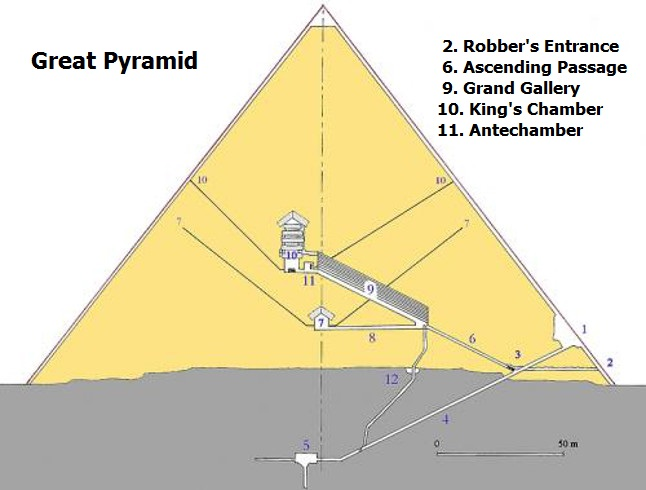 Great Pyramid
2. Robber's Entrance
6. Ascending Passage
9. Grand Gallery
10. King's Chamber
11. Antechamber
10
10
7
7
10
11
9
7
8
6
3
1
2
12
4
5
0
50 m